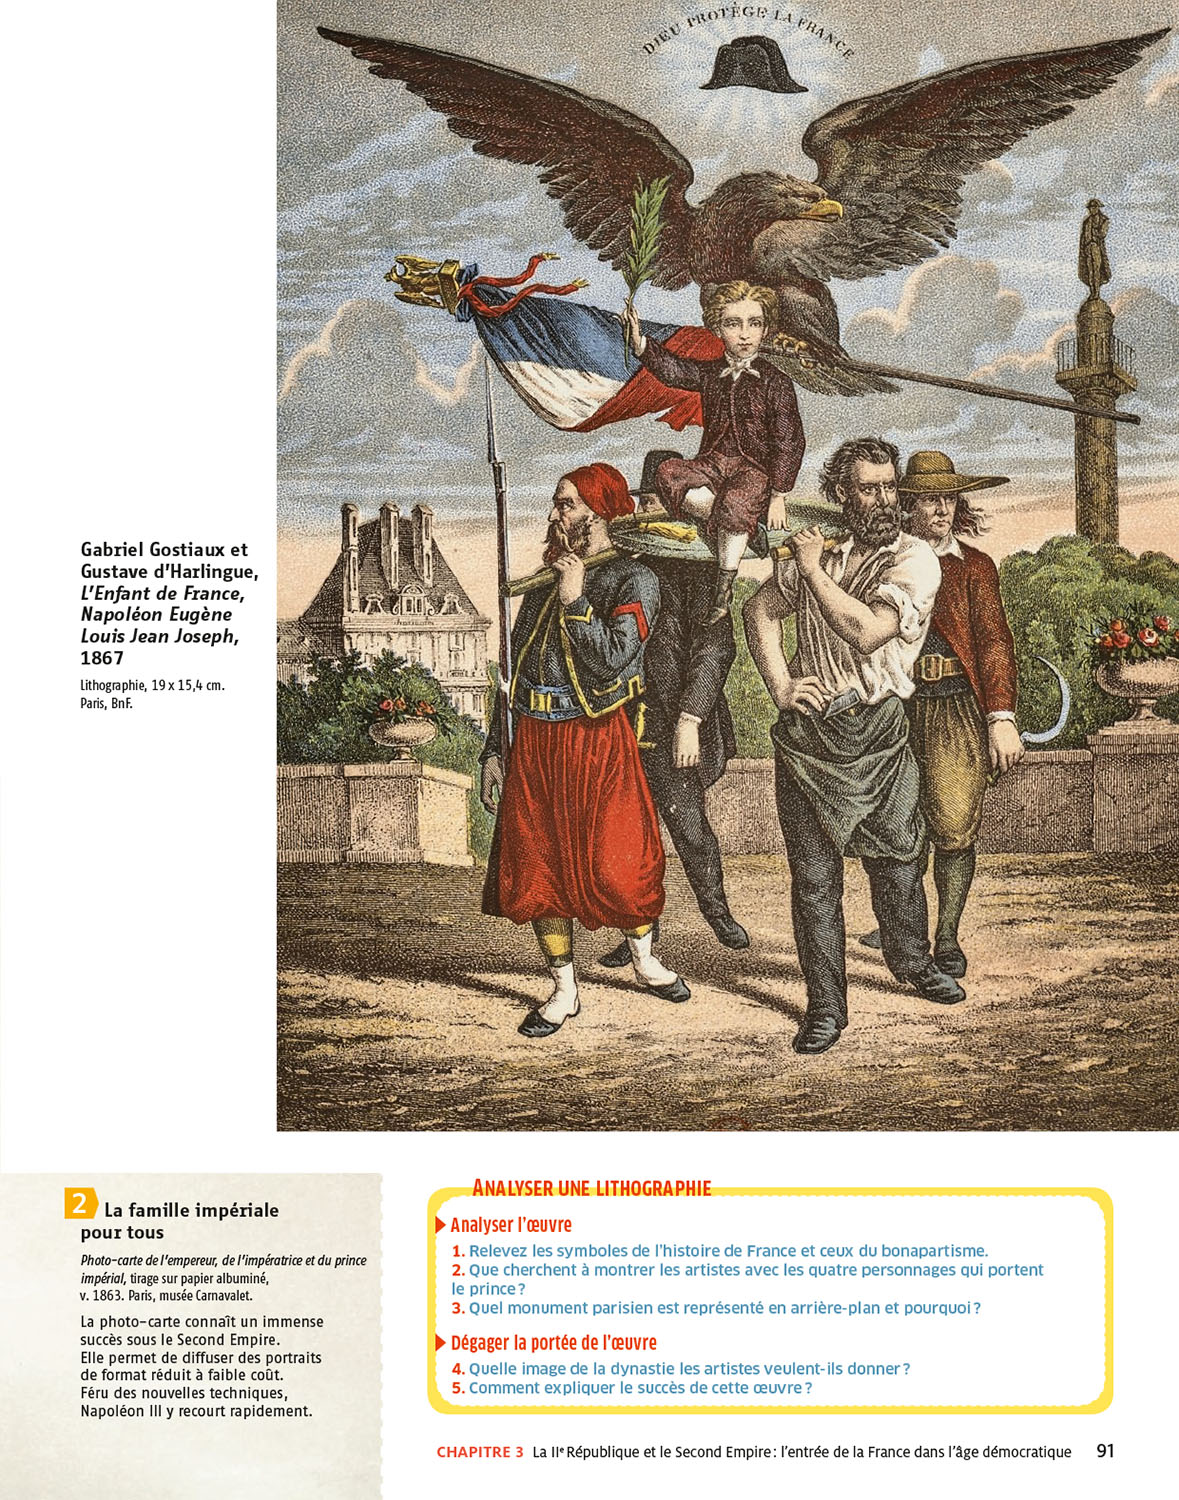 DIEU PROTÈGE LA FRANCE
Gabriel Gostiaux et
Gustave d'Harlingue,
L'Enfant de France,
Napoléon Eugène
Louis Jean Joseph,
1867
Lithographie, 19 x 15,4 cm.
Paris, BnF.
2 La famille impériale
pour tous
Photo-carte de l'empereur, de l'impératrice et du prince
impérial, tirage sur papier albuminé,
v. 1863. Paris, musée Carnavalet.
La photo-carte connaît un immense
succès sous le Second Empire.
Elle permet de diffuser des portraits
de format réduit à faible coût.
Féru des nouvelles techniques,
Napoléon III y recourt rapidement.
ANALYSER UNE LITHOGRAPHIE
Analyser l'œuvre
1. Relevez les symboles de l'histoire de France et ceux du bonapartisme.
2. Que cherchent à montrer les artistes avec les quatre personnages qui portent
le prince ?
3. Quel monument parisien est représenté en arrière-plan et pourquoi ?
Dégager la portée de l'œuvre
4. Quelle image de la dynastie les artistes veulent-ils donner ?
5. Comment expliquer le succès de cette œuvre ?
CHAPITRE 3 La IIe République et le Second Empire : l'entrée de la France dans l'âge démocratique 91